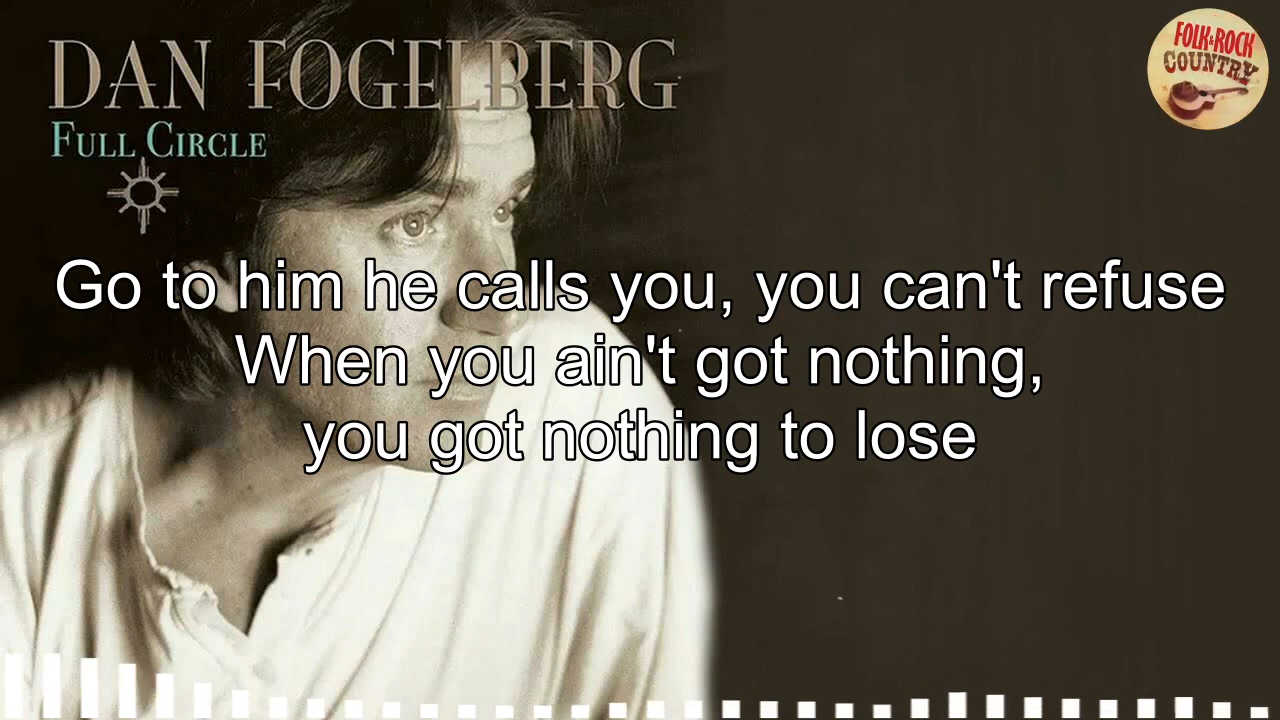 DAN FOGELBERG
FULL CIRCLE
FOLK & ROCK
COUNTRY
Go to him he calls you, you can't refuse
When you ain't got nothing,
you got nothing to lose